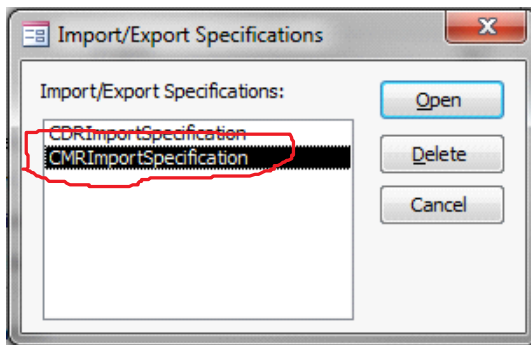 Import/Export Specifications
Import/Export Specifications:
CDRImportSpecification
CMRImportSpecification
Open
Delete
Cancel